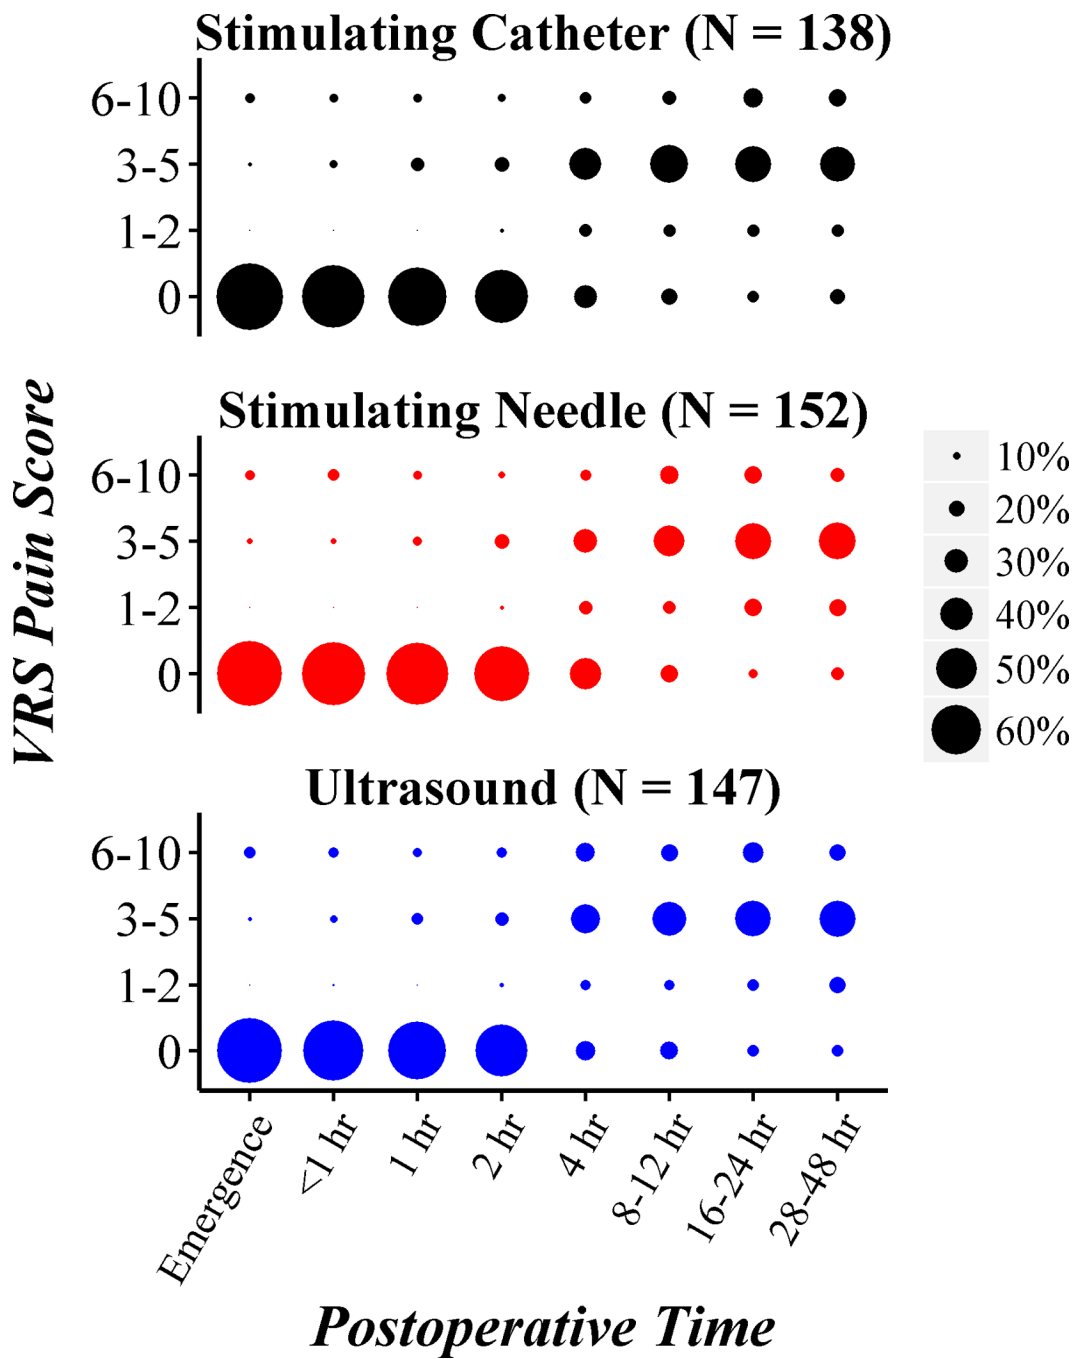 Stimulating Catheter (N = 138)
6-10
3-5
1-2
0
VRS Pain Score
Stimulating Needle (N = 152)
6-10
3-5
1-2
0
10%
20%
30%
40%
50%
60%
Ultrasound (N = 147)
6-10
3-5
1-2
0
Emergence
<1 hr
1 hr
2 hr
4 hr
8-12 hr
16-24 hr
28-48 hr
Postoperative Time